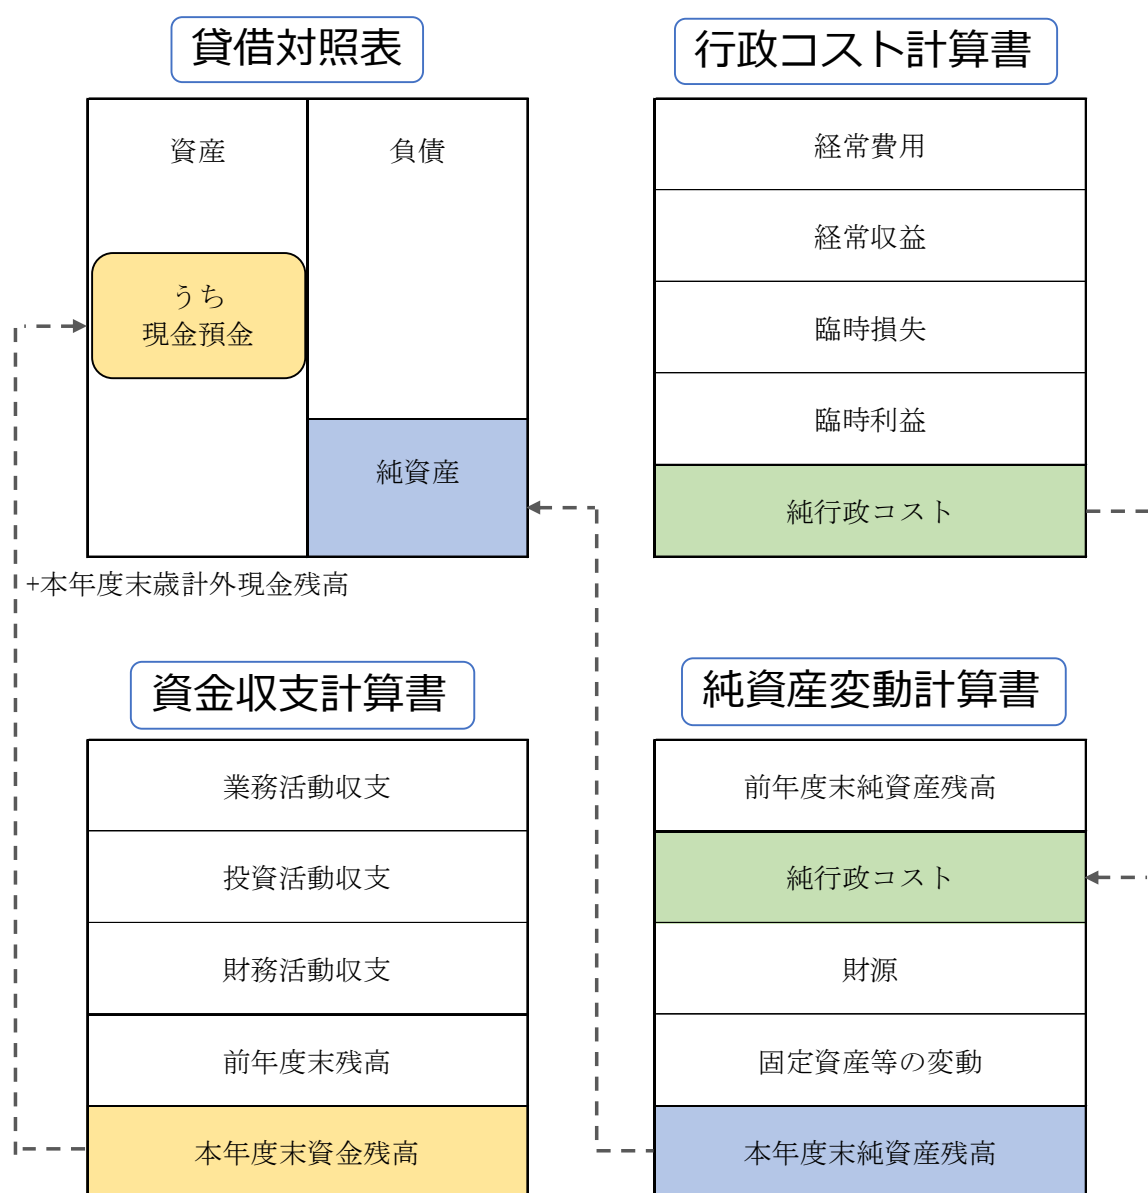 貸借対照表
資産
負債
うち
現金預金
純資産
+本年度末歳計外現金残高
行政コスト計算書
経常費用
経常収益
臨時損失
臨時利益
純行政コスト
資金収支計算書
業務活動収支
投資活動収支
財務活動収支
前年度末残高
本年度末資金残高
純資産変動計算書
前年度末純資産残高
純行政コスト
財源
固定資産等の変動
本年度末純資産残高